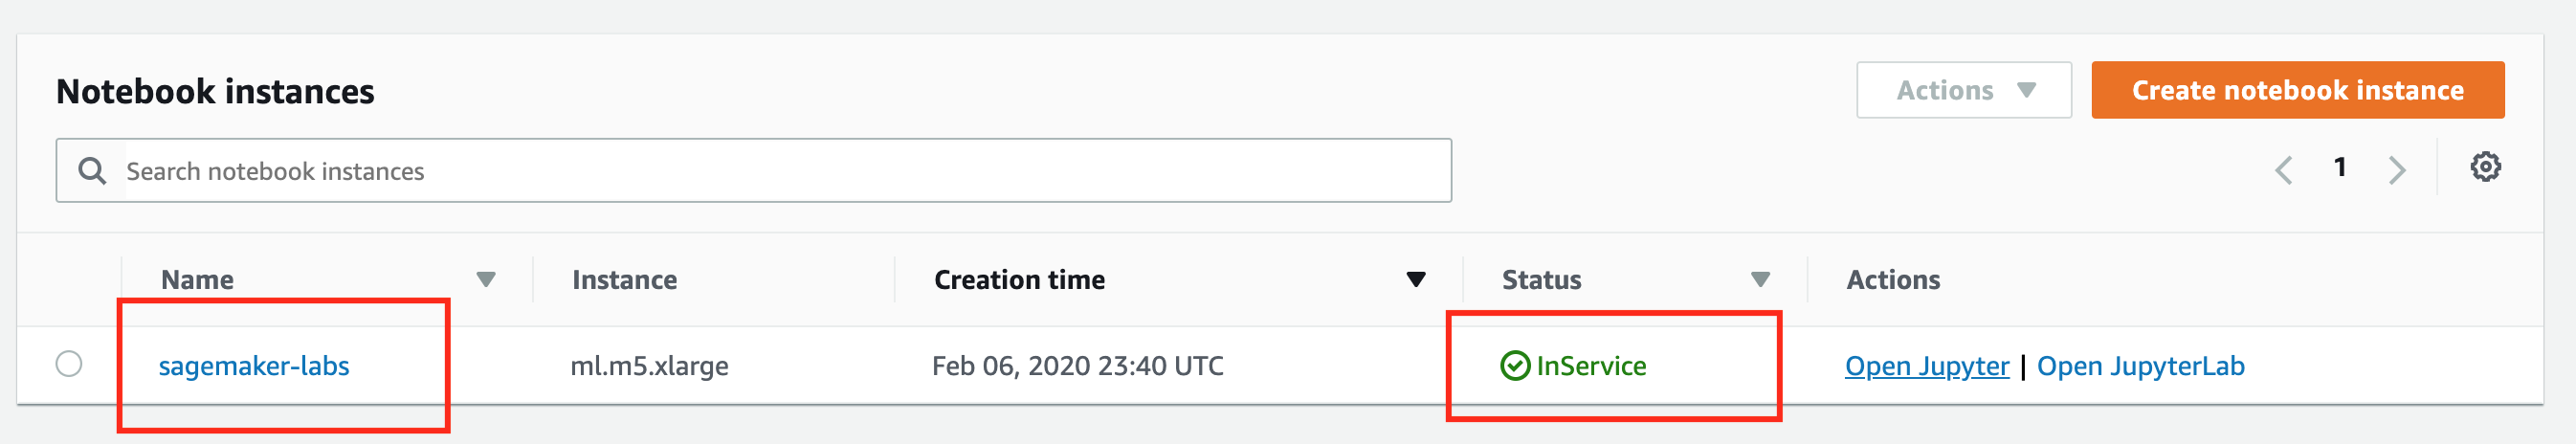 Notebook instances
Actions
Create notebook instance
Search notebook instances
1
Name Instance Creation time Status Actions
sagemaker-labs ml.m5.xlarge Feb 06, 2020 23:40 UTC InService Open Jupyter | Open JupyterLab